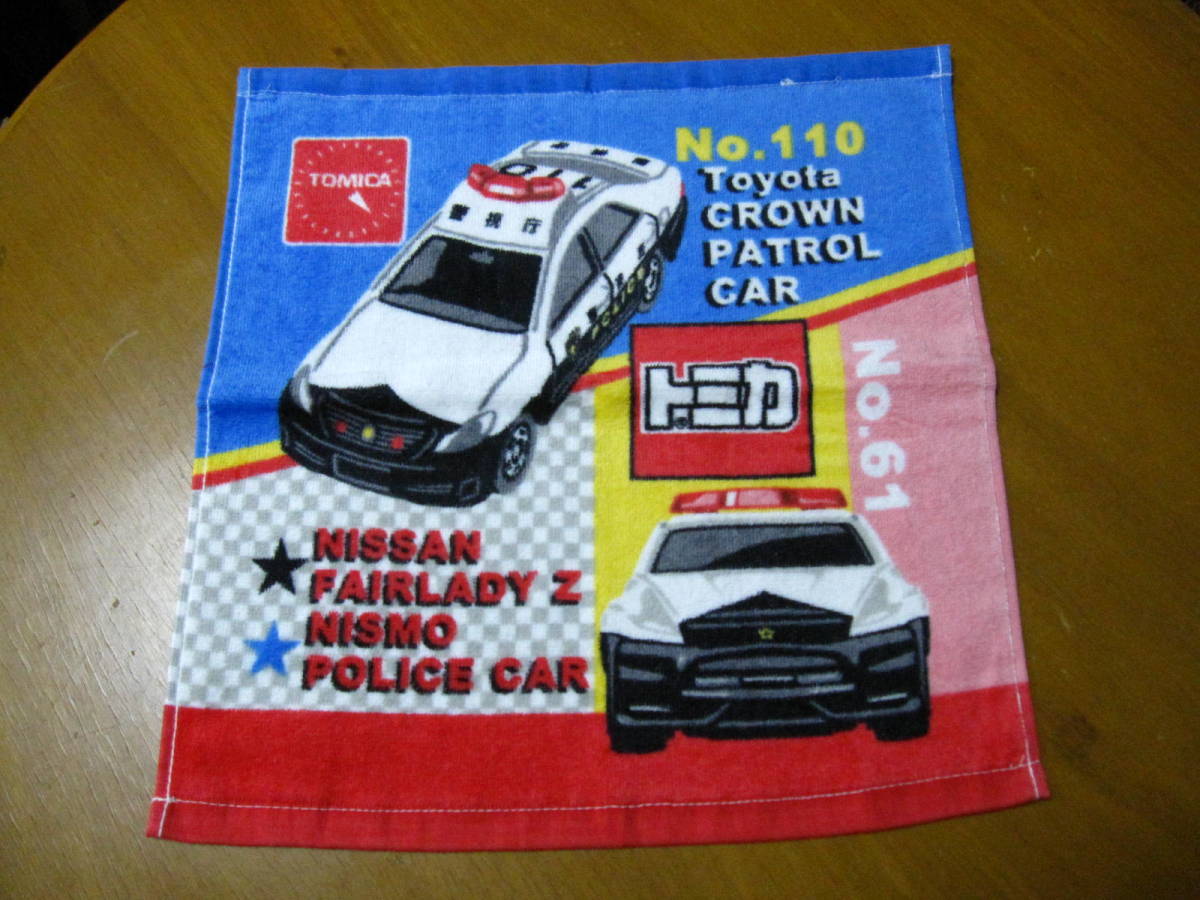 TOMICA
No.110
Toyota
CROWN
PATROL
CAR
110
警視庁
POLICE
トミカ
®
No.61
NISSAN
FAIRLADY Z
NISMO
POLICE CAR